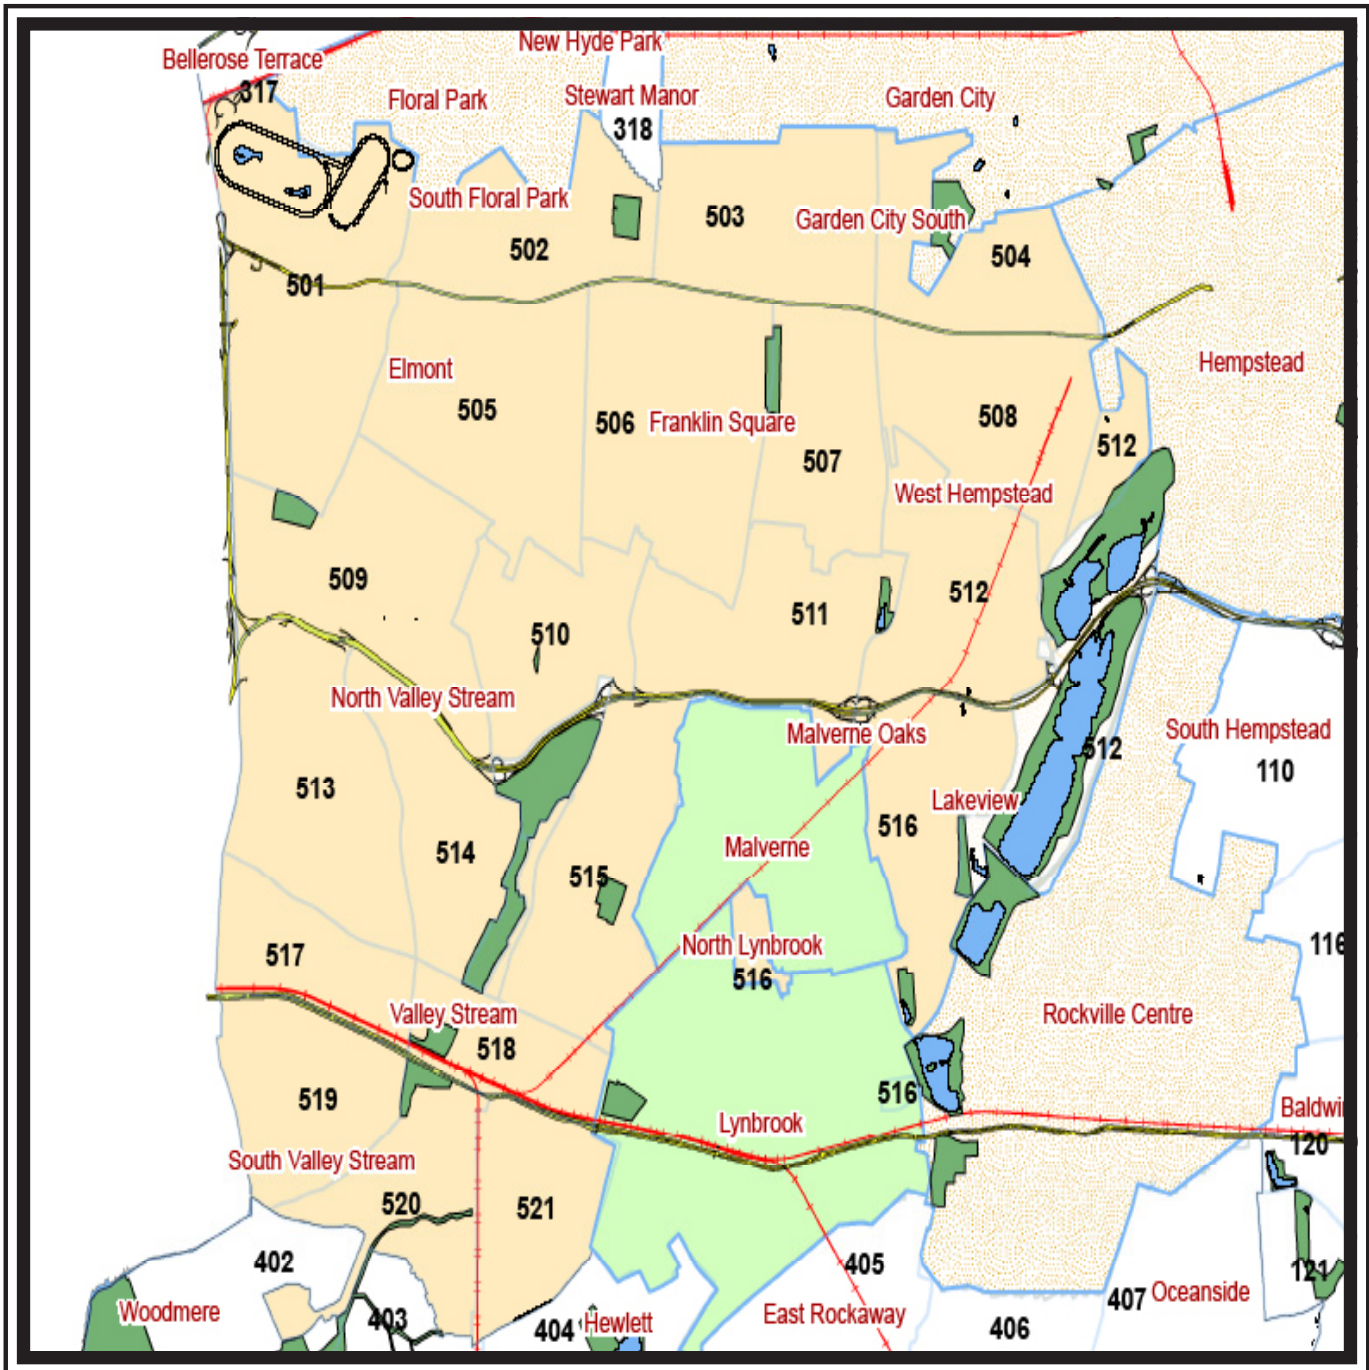 New Hyde Park
Bellerose Terrace
317
Floral Park
Stewart Manor
Garden City
318
South Floral Park
503
Garden City South
502
504
501
Hempstead
Elmont
505
506
Franklin Square
508
512
507
West Hempstead
509
512
511
510
North Valley Stream
Malverne Oaks
South Hempstead
512
110
513
Lakeview
516
514
Malverne
515
517
North Lynbrook
116
516
Valley Stream
Rockville Centre
518
519
516
Lynbrook
Baldwi
120
South Valley Stream
520
521
402
405
121
Woodmere
403
404
Hewlett
East Rockaway
406
407
Oceanside